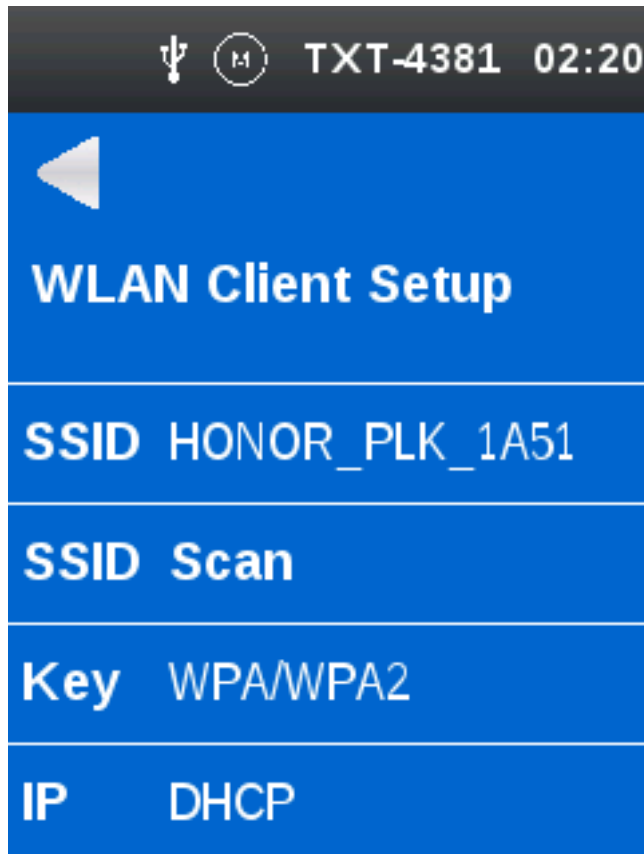 M TXT-4381 02:20
WLAN Client Setup
SSID HONOR_PLK_1A51
SSID Scan
Key WPA/WPA2
IP DHCP